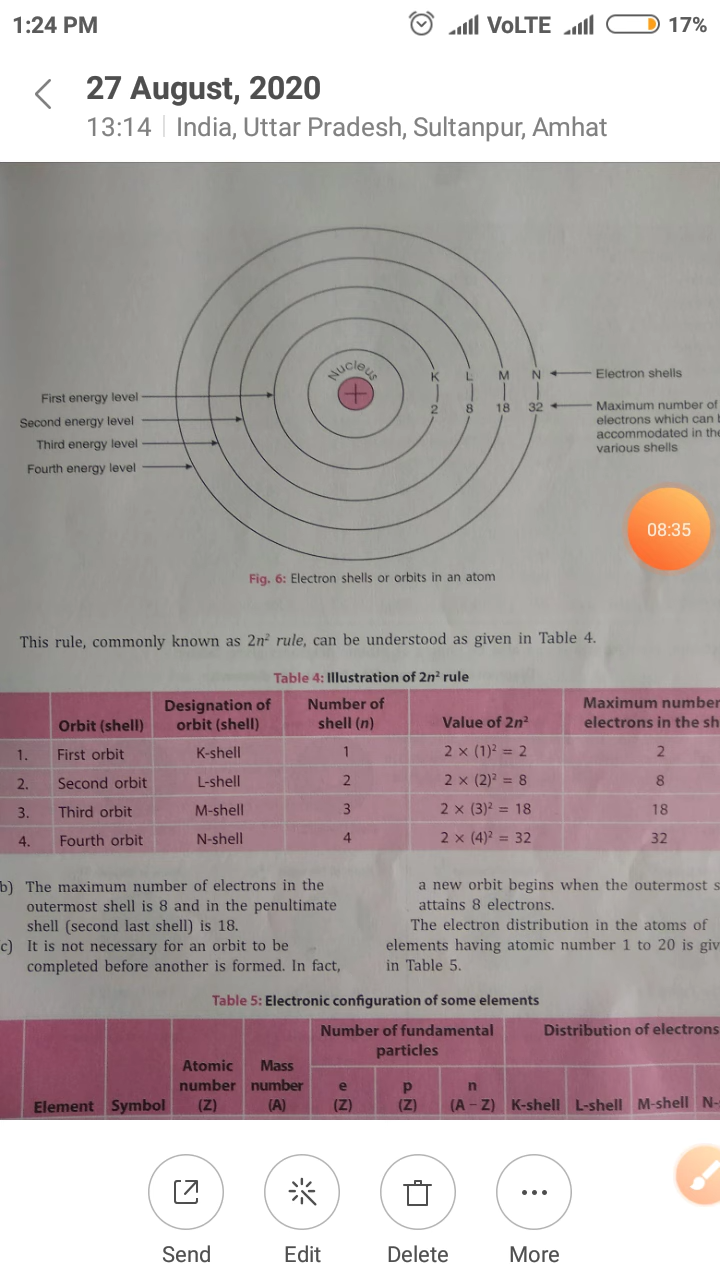 1:24 PM VoLTE 17%
27 August, 2020
13:14 India, Uttar Pradesh, Sultanpur, Amhat
Nucleus
+
K L M N Electron shells
2 8 18 32 Maximum number of
electrons which can
accommodated in
various shells
First energy level
Second energy level
Third energy level
Fourth energy level
08:35
Fig. 6: Electron shells or orbits in an atom
This rule, commonly known as 2n² rule, can be understood as given in Table 4.
Table 4: Illustration of 2n² rule
Orbit (shell) Designation of orbit (shell) Number of shell (n) Value of 2n² Maximum number electrons in the
1. First orbit K-shell 1 2 × (1)² = 2 2
2. Second orbit L-shell 2 2 × (2)² = 8 8
3. Third orbit M-shell 3 2 × (3)² = 18 18
4. Fourth orbit N-shell 4 2 × (4)² = 32 32
b) The maximum number of electrons in the
outermost shell is 8 and in the penultimate
shell (second last shell) is 18.
c) It is not necessary for an orbit to be
completed before another is formed. In fact,
a new orbit begins when the outermost
attains 8 electrons.
The electron distribution in the atoms of
elements having atomic number 1 to 20 is
in Table 5.
Table 5: Electronic configuration of some elements
Number of fundamental particles Distribution of electrons
Element Symbol Atomic number (Z) Mass number (A) e (Z) p (Z) n (A – Z) K-shell L-shell M-shell N-
Send Edit Delete More